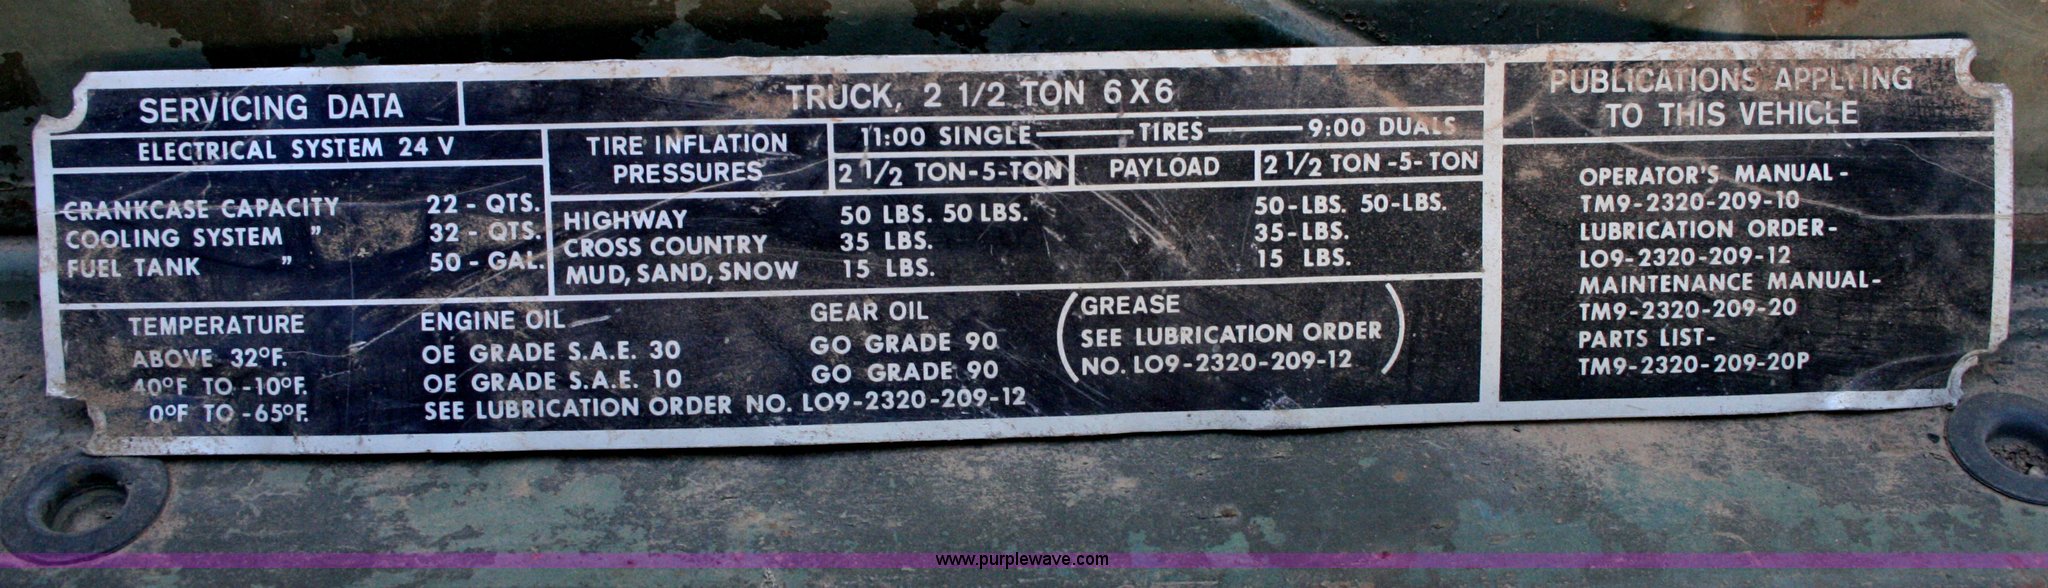 SERVICING DATA
TRUCK, 2 1/2 TON 6X6
ELECTRICAL SYSTEM 24 V
CRANKCASE CAPACITY 22 - QTS.
COOLING SYSTEM " 32 - QTS.
FUEL TANK " 50 - GAL.
TIRE INFLATION
PRESSURES
11:00 SINGLE — TIRES — 9:00 DUALS
2 1/2 TON-5-TON PAYLOAD 2 1/2 TON -5- TON
HIGHWAY 50 LBS. 50 LBS. 50-LBS. 50-LBS.
CROSS COUNTRY 35 LBS. 35-LBS.
MUD, SAND, SNOW 15 LBS. 15 LBS.
TEMPERATURE ENGINE OIL GEAR OIL
ABOVE 32°F. OE GRADE S.A.E. 30 GO GRADE 90
40°F TO -10°F. OE GRADE S.A.E. 10 GO GRADE 90
0°F TO -65°F. SEE LUBRICATION ORDER NO. LO9-2320-209-12
(GREASE
SEE LUBRICATION ORDER
NO. LO9-2320-209-12)
PUBLICATIONS APPLYING
TO THIS VEHICLE
OPERATOR'S MANUAL -
TM9-2320-209-10
LUBRICATION ORDER-
LO9-2320-209-12
MAINTENANCE MANUAL-
TM9-2320-209-20
PARTS LIST-
TM9-2320-209-20P
www.purplewave.com